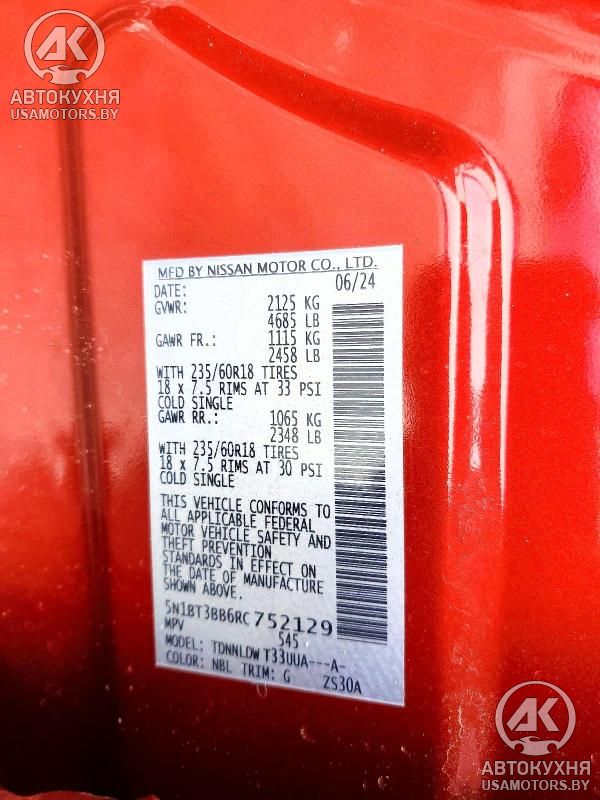 AK
АВТОКУХНЯ
USAMOTORS.BY
MFD BY NISSAN MOTOR CO., LTD.
DATE: 06/24
GVWR: 2125 KG
4685 LB
GAWR FR.: 1115 KG
2458 LB
WITH 235/60R18 TIRES
18 x 7.5 RIMS AT 33 PSI
COLD SINGLE
GAWR RR.: 1065 KG
2348 LB
WITH 235/60R18 TIRES
18 x 7.5 RIMS AT 30 PSI
COLD SINGLE
THIS VEHICLE CONFORMS TO
ALL APPLICABLE FEDERAL
MOTOR VEHICLE SAFETY AND
THEFT PREVENTION
STANDARDS IN EFFECT ON
THE DATE OF MANUFACTURE
SHOWN ABOVE.
5N1BT3BB6RC752129
MPV 545
MODEL: TDNNLDW T33UUA---A-
COLOR: NBL TRIM: G ZS30A
AK
АВТОКУХНЯ
USAMOTORS.BY